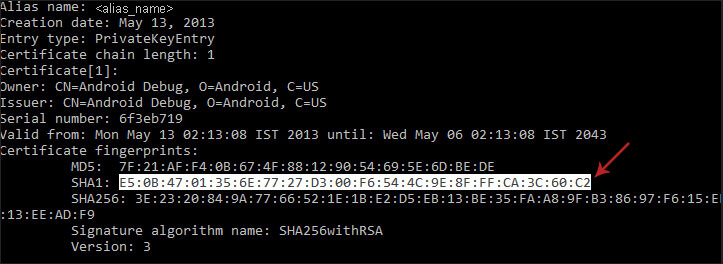 Alias name: <alias_name>
Creation date: May 13, 2013
Entry type: PrivateKeyEntry
Certificate chain length: 1
Certificate[1]:
Owner: CN=Android Debug, O=Android, C=US
Issuer: CN=Android Debug, O=Android, C=US
Serial number: 6f3eb719
Valid from: Mon May 13 02:13:08 IST 2013 until: Wed May 06 02:13:08 IST 2043
Certificate fingerprints:
MD5: 7F:21:AF:F4:0B:67:4F:88:12:90:54:69:5E:6D:BE:DE
SHA1: E5:0B:47:01:35:6E:77:27:D3:00:F6:54:4C:9E:8F:FF:CA:3C:60:C2
SHA256: 3E:23:20:84:9A:77:66:52:1E:1B:E2:D5:EB:13:BE:35:FA:A8:9F:B3:86:97:F6:15:E
:13:EE:AD:F9
Signature algorithm name: SHA256withRSA
Version: 3